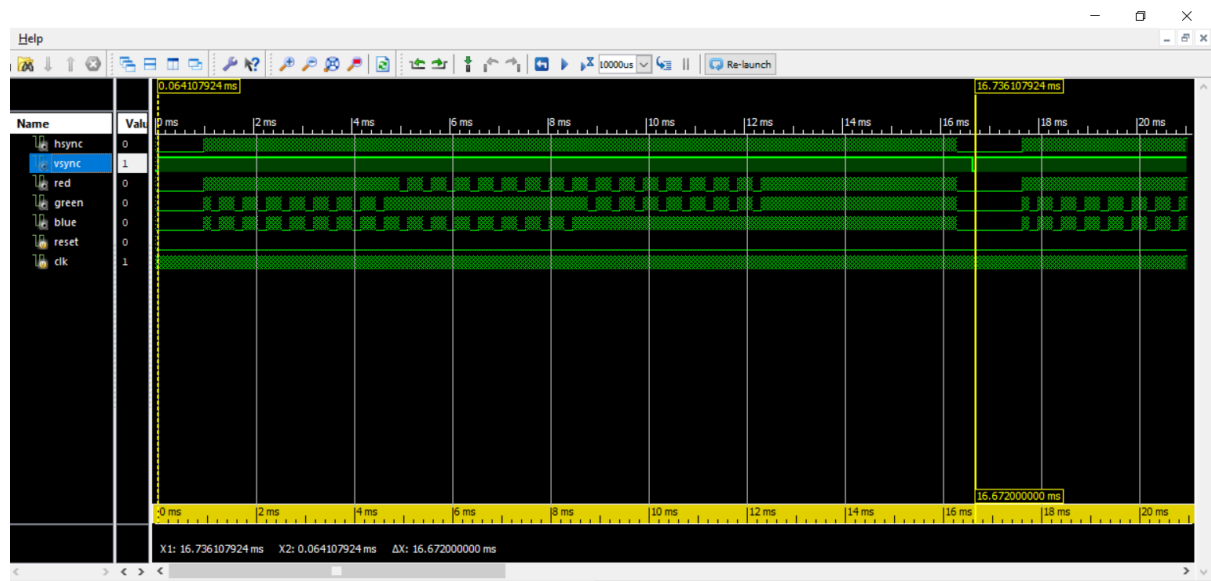 Help
10000us
Re-launch
0.064107924 ms
16.736107924 ms
Name
Valu
0 ms
2 ms
4 ms
6 ms
8 ms
10 ms
12 ms
14 ms
16 ms
18 ms
20 ms
hsync
0
vsync
1
red
0
green
0
blue
0
reset
0
clk
1
16.672000000 ms
0 ms
2 ms
4 ms
6 ms
8 ms
10 ms
12 ms
14 ms
16 ms
18 ms
20 ms
X1: 16.736107924 ms X2: 0.064107924 ms ΔX: 16.672000000 ms